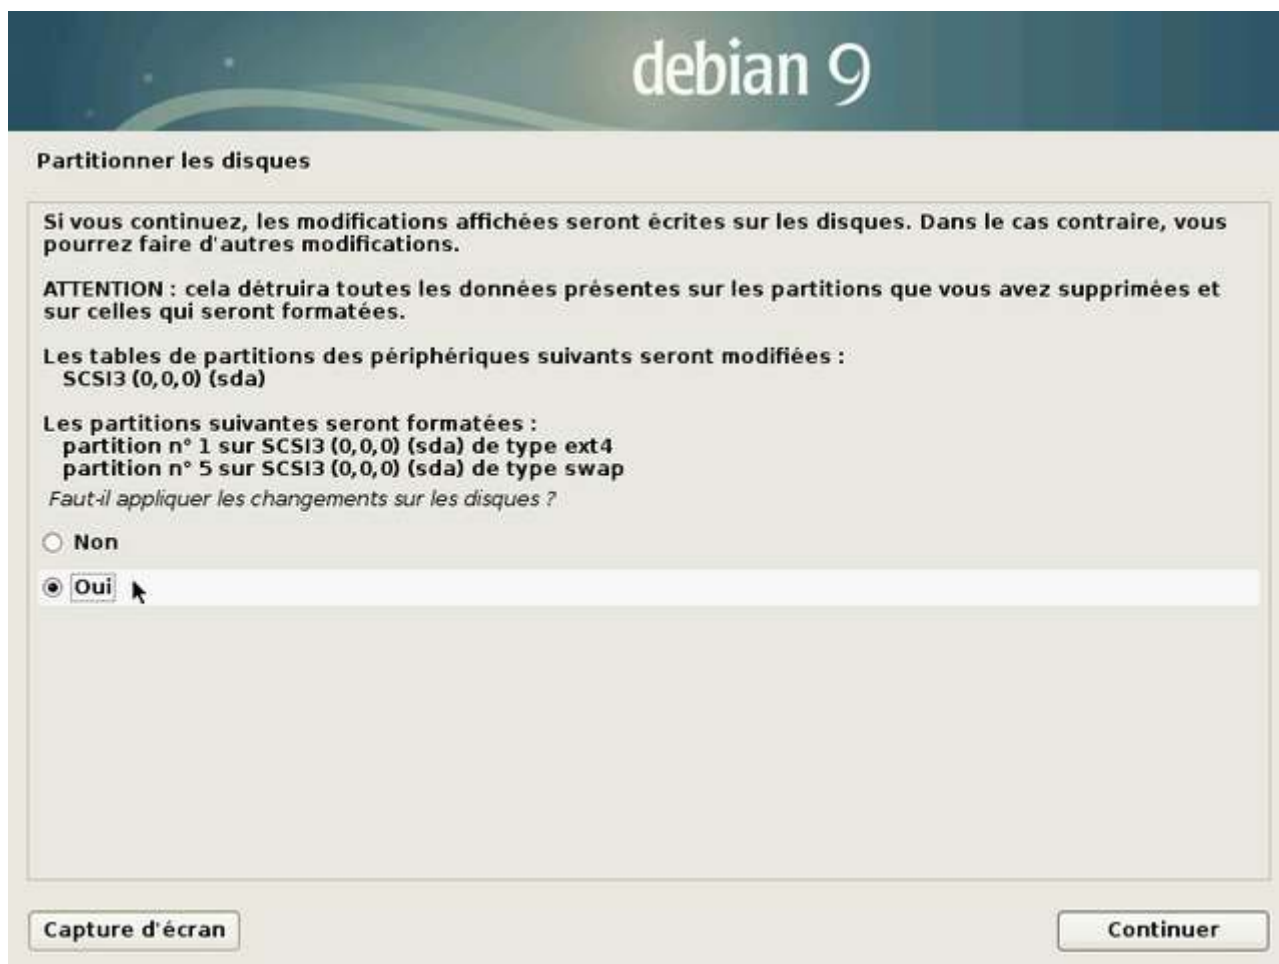 debian 9
Partitionner les disques
Si vous continuez, les modifications affichées seront écrites sur les disques. Dans le cas contraire, vous
pourrez faire d'autres modifications.
ATTENTION : cela détruira toutes les données présentes sur les partitions que vous avez supprimées et
sur celles qui seront formatées.
Les tables de partitions des périphériques suivants seront modifiées :
SCSI3 (0,0,0) (sda)
Les partitions suivantes seront formatées :
partition n° 1 sur SCSI3 (0,0,0) (sda) de type ext4
partition n° 5 sur SCSI3 (0,0,0) (sda) de type swap
Faut-il appliquer les changements sur les disques ?
Non
Oui
Capture d'écran
Continuer